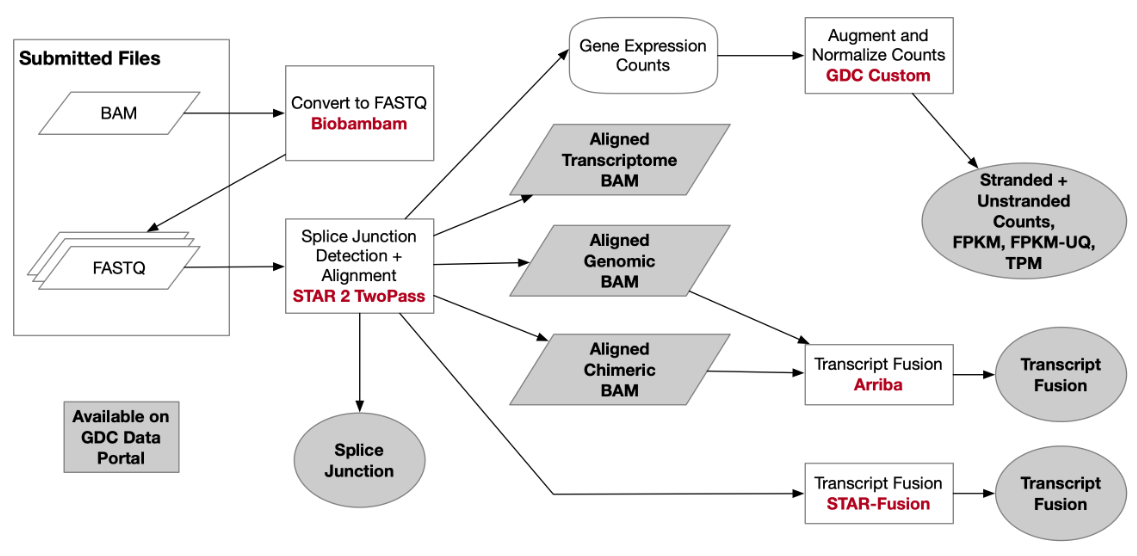 Submitted Files
BAM
FASTQ
Convert to FASTQ
Biobambam
Splice Junction
Detection +
Alignment
STAR 2 TwoPass
Splice
Junction
Available on
GDC Data
Portal
Gene Expression
Counts
Aligned
Transcriptome
BAM
Aligned
Genomic
BAM
Aligned
Chimeric
BAM
Augment and
Normalize Counts
GDC Custom
Stranded +
Unstranded
Counts,
FPKM, FPKM-UQ,
TPM
Transcript Fusion
Arriba
Transcript
Fusion
Transcript Fusion
STAR-Fusion
Transcript
Fusion